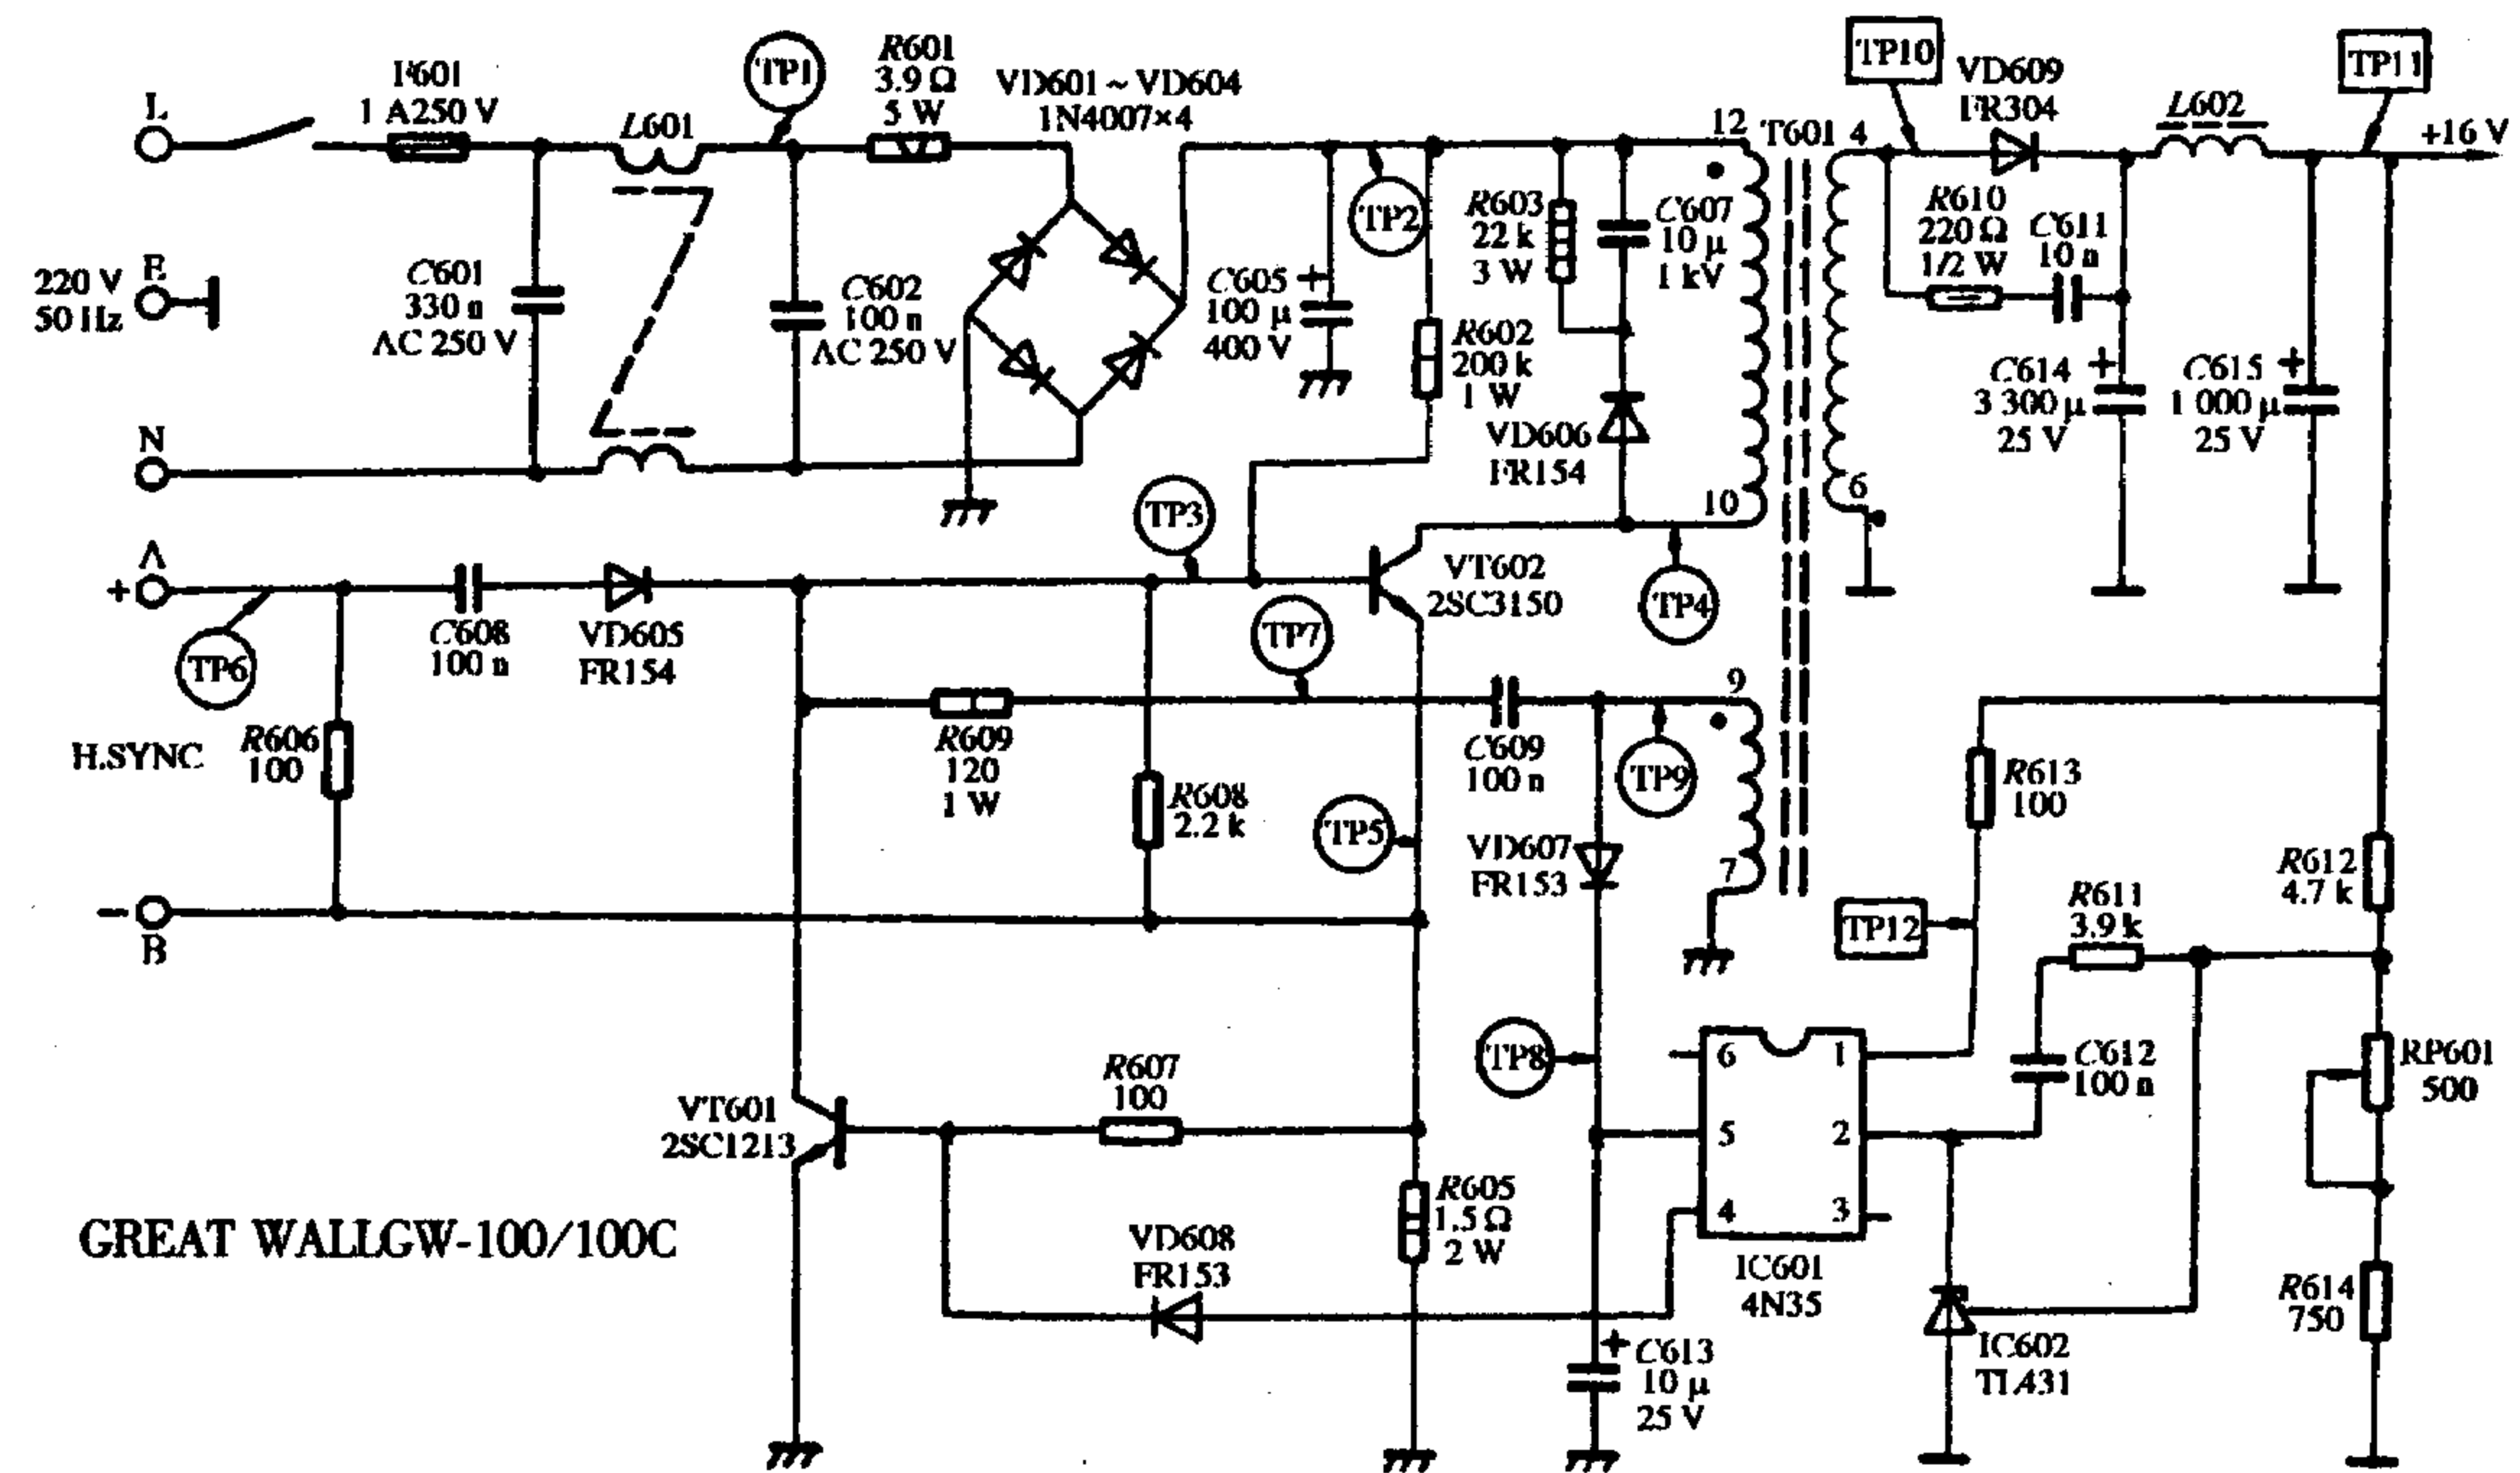 L
F601
1 A250 V
L601
TP1
R601
3.9 Ω
5 W
VD601 ~ VD604
1N4007×4
TP2
C605
+
100 μ
400 V
R602
200 k
1 W
R603
22 k
3 W
C607
10 μ
1 kV
VD606
FR154
12
T601
4
10
6
TP10
VD609
FR304
L602
TP11
+16 V
R610
220 Ω
1/2 W
C611
10 n
C614
+
3 300 μ
25 V
C615
+
1 000 μ
25 V
220 V
50 Hz
E
C601
330 n
AC 250 V
C602
100 n
AC 250 V
N
A
+
TP6
C608
100 n
VD605
FR154
TP3
VT602
2SC3150
TP4
TP7
H.SYNC
R606
100
R609
120
1 W
R608
2.2 k
TP5
C609
100 n
TP9
9
7
VD607
FR153
R613
100
R612
4.7 k
R611
3.9 k
TP12
−
B
TP8
6
1
5
2
4
3
IC601
4N35
C612
100 n
RP601
500
R614
750
IC602
TL431
VT601
2SC1213
R607
100
R605
1.5 Ω
2 W
VD608
FR153
+
C613
10 μ
25 V
GREAT WALLGW-100/100C